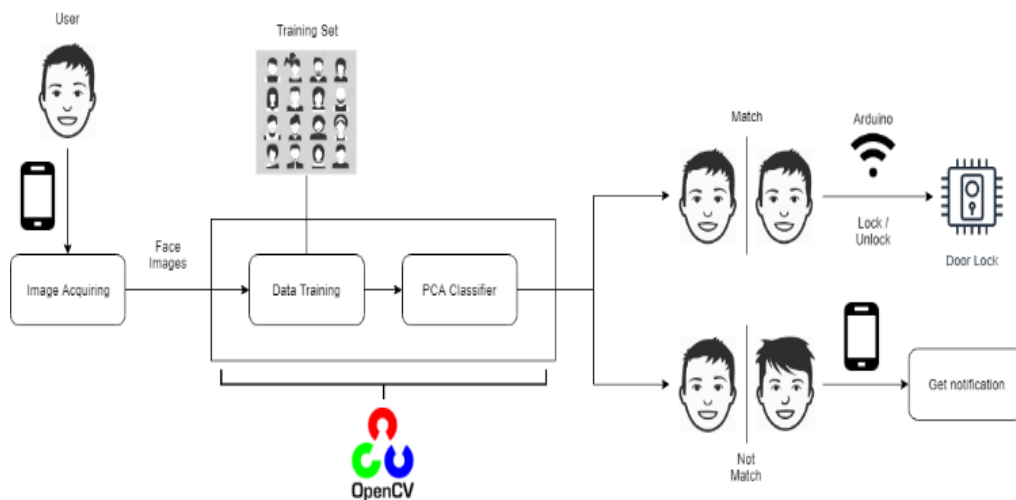 User
Training Set
Match
Arduino
Face
Images
Lock /
Unlock
Door Lock
Image Acquiring
Data Training
PCA Classifier
Get notification
Not
Match
OpenCV